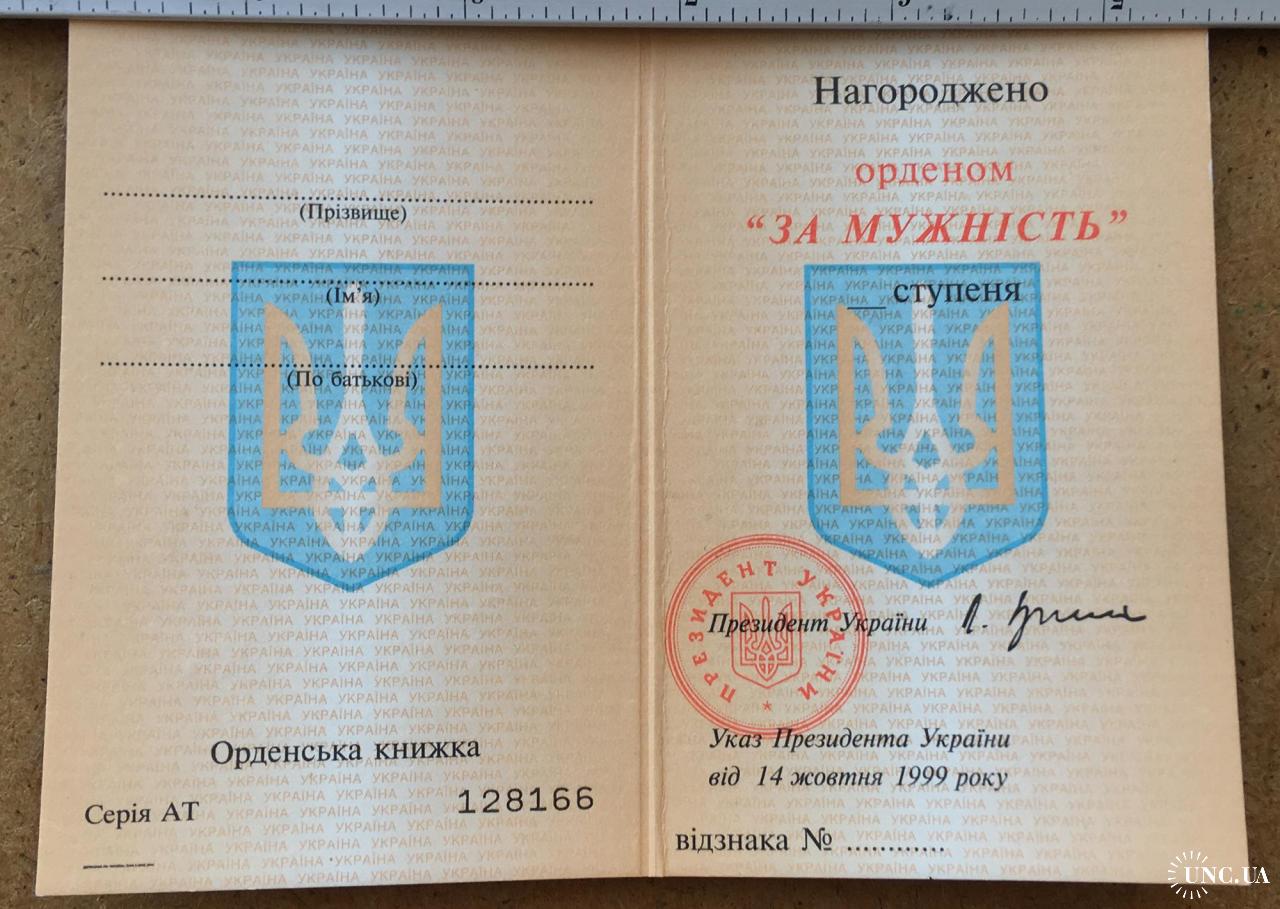 (Прізвище)
(Ім’я)
(По батькові)
Орденська книжка
Серія АТ 128166
Нагороджено
орденом
“ЗА МУЖНІСТЬ”
___ ступеня
ПРЕЗИДЕНТ УКРАЇНИ
Президент України
Указ Президента України
від 14 жовтня 1999 року
відзнака № ............
UNC.UA